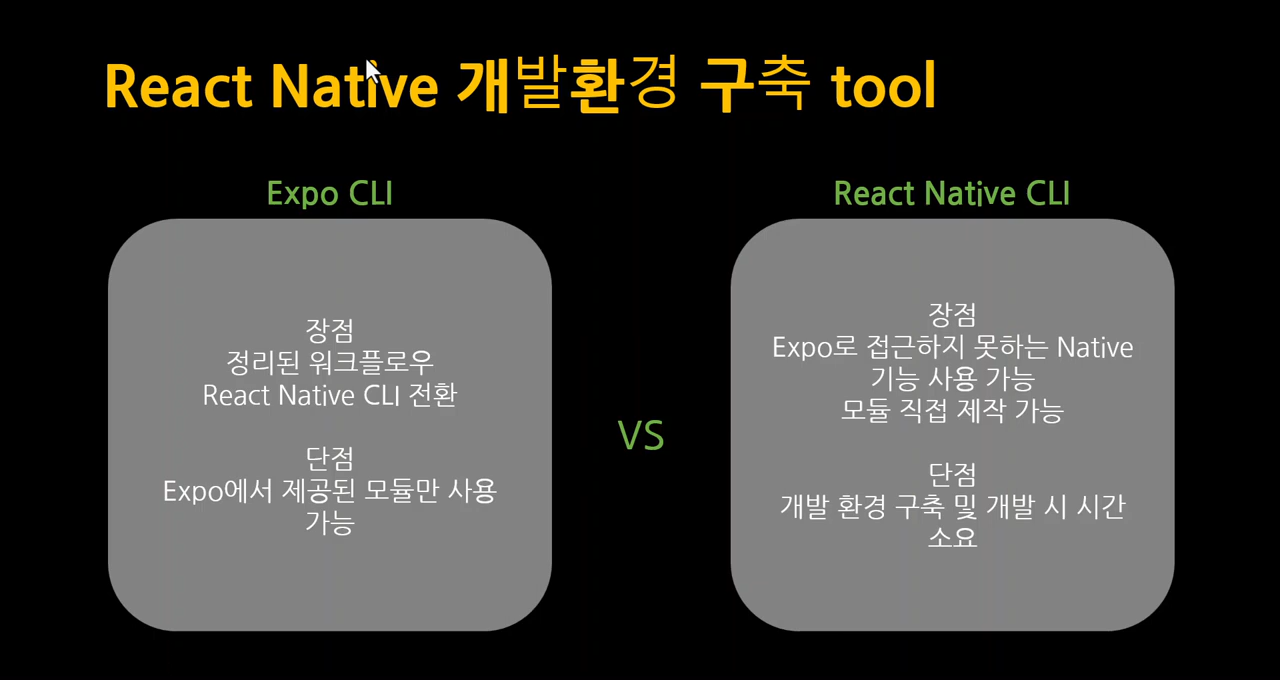 React Native 개발환경 구축 tool
Expo CLI
장점
정리된 워크플로우
React Native CLI 전환
단점
Expo에서 제공된 모듈만 사용
가능
VS
React Native CLI
장점
Expo로 접근하지 못하는 Native
기능 사용 가능
모듈 직접 제작 가능
단점
개발 환경 구축 및 개발 시 시간
소요